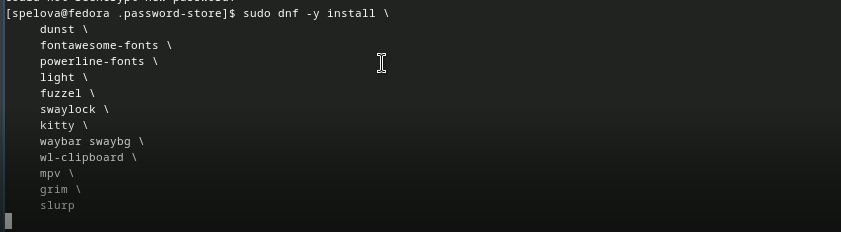 [spelova@fedora .password-store]$ sudo dnf -y install \
dunst \
fontawesome-fonts \
powerline-fonts \
light \
fuzzel \
swaylock \
kitty \
waybar swaybg \
wl-clipboard \
mpv \
grim \
slurp